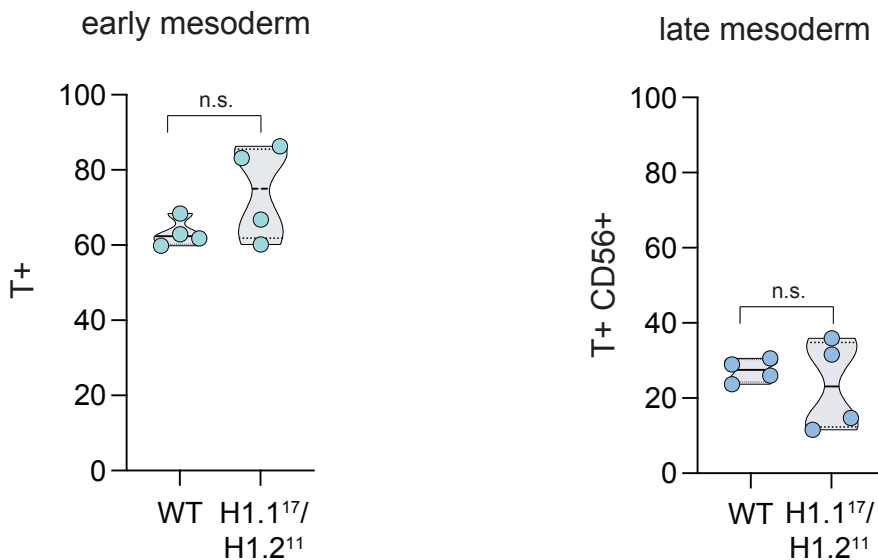 early mesoderm
T+
100
80
60
40
20
0
n.s.
WT
H1.1¹⁷/
H1.2¹¹
late mesoderm
T+ CD56+
100
80
60
40
20
0
n.s.
WT
H1.1¹⁷/
H1.2¹¹